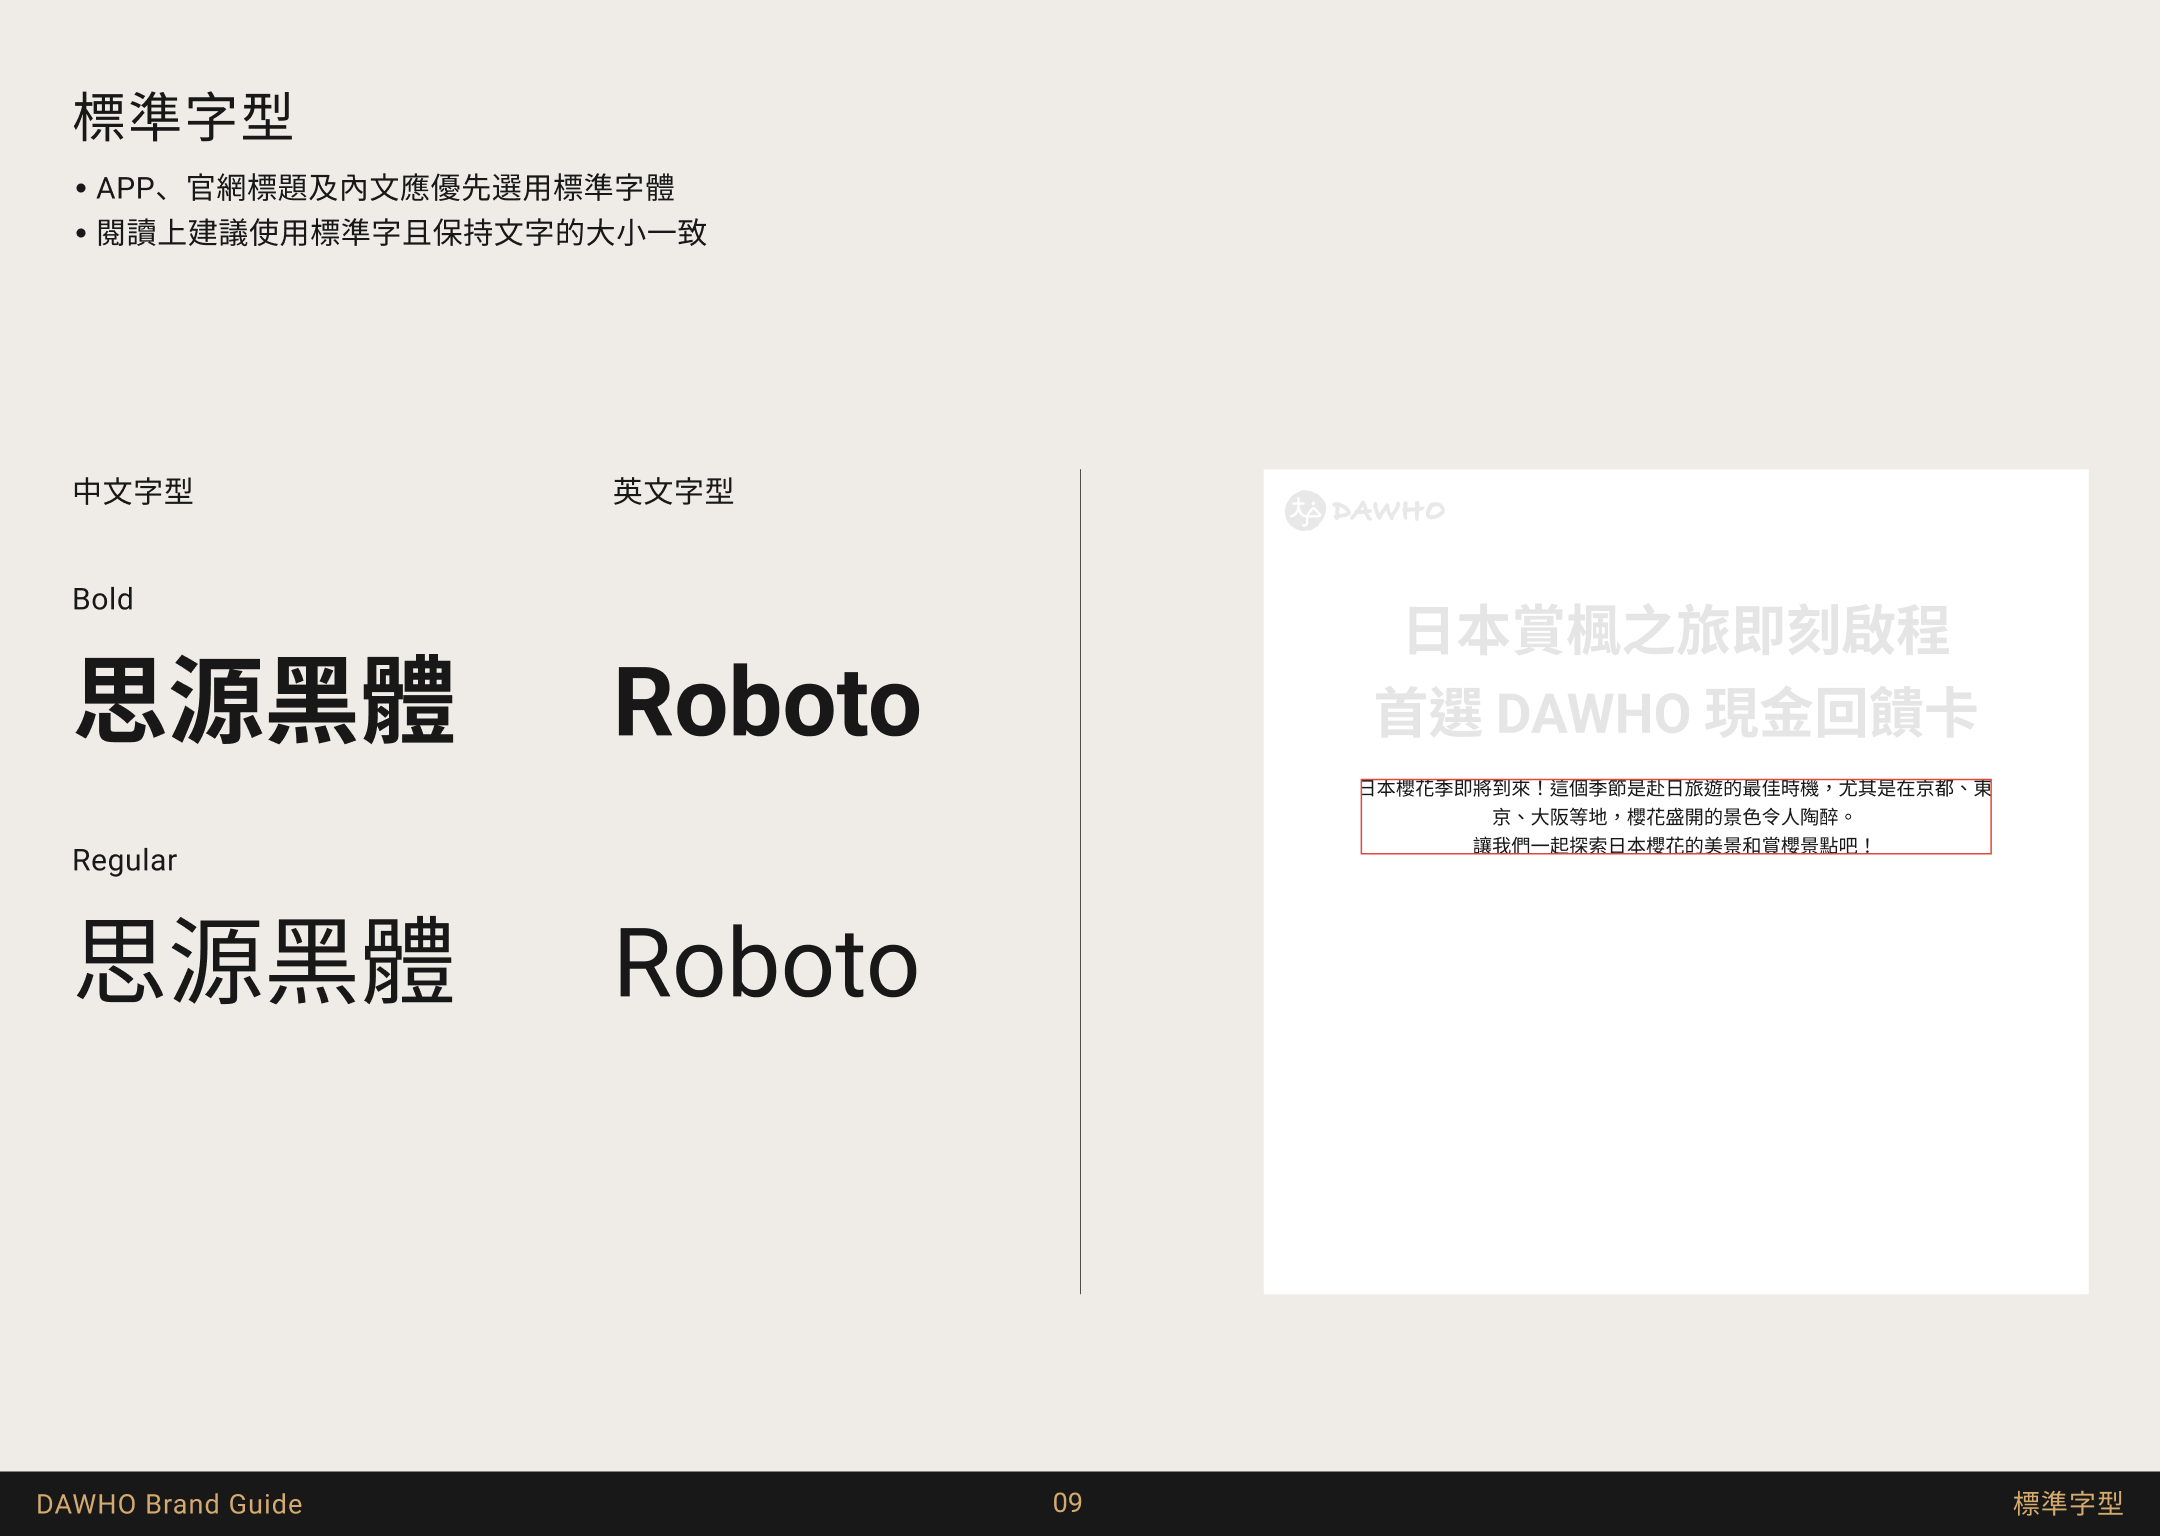 標準字型
• APP、官網標題及內文應優先選用標準字體
• 閱讀上建議使用標準字且保持文字的大小一致
中文字型
英文字型
Bold
思源黑體
Roboto
Regular
思源黑體
Roboto
大戶 DAWHO
日本賞楓之旅即刻啟程
首選 DAWHO 現金回饋卡
日本櫻花季即將到來！這個季節是赴日旅遊的最佳時機，尤其是在京都、東
京、大阪等地，櫻花盛開的景色令人陶醉。
讓我們一起探索日本櫻花的美景和賞櫻景點吧！
DAWHO Brand Guide
09
標準字型